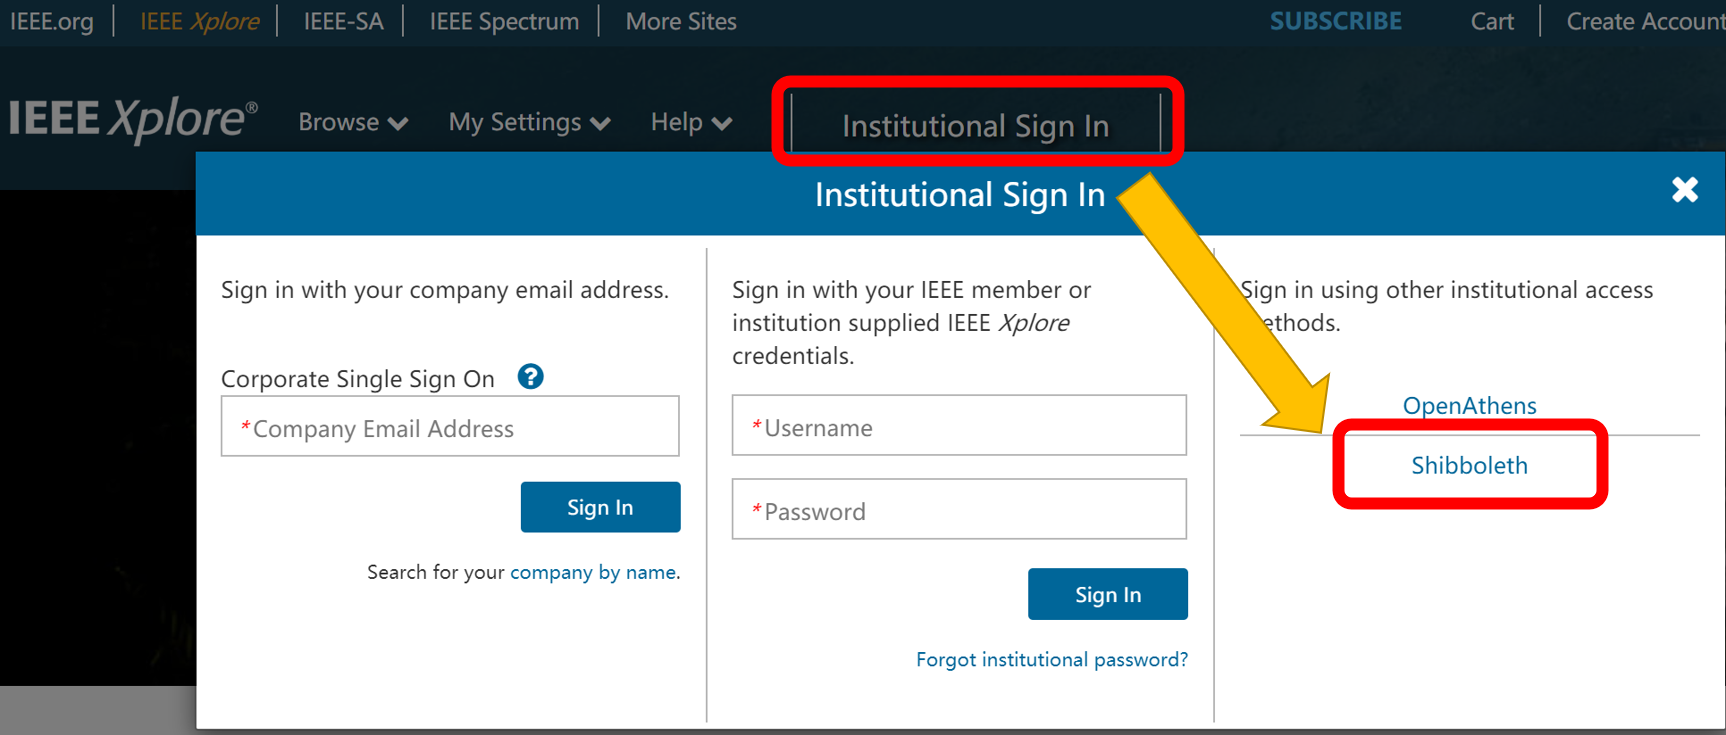 IEEE.org IEEE Xplore IEEE-SA IEEE Spectrum More Sites SUBSCRIBE Cart Create Account
IEEE Xplore® Browse My Settings Help Institutional Sign In
Institutional Sign In
Sign in with your company email address.
Corporate Single Sign On ?
*Company Email Address
Sign In
Search for your company by name.
Sign in with your IEEE member or
institution supplied IEEE Xplore
credentials.
*Username
*Password
Sign In
Forgot institutional password?
Sign in using other institutional access
ethods.
OpenAthens
Shibboleth